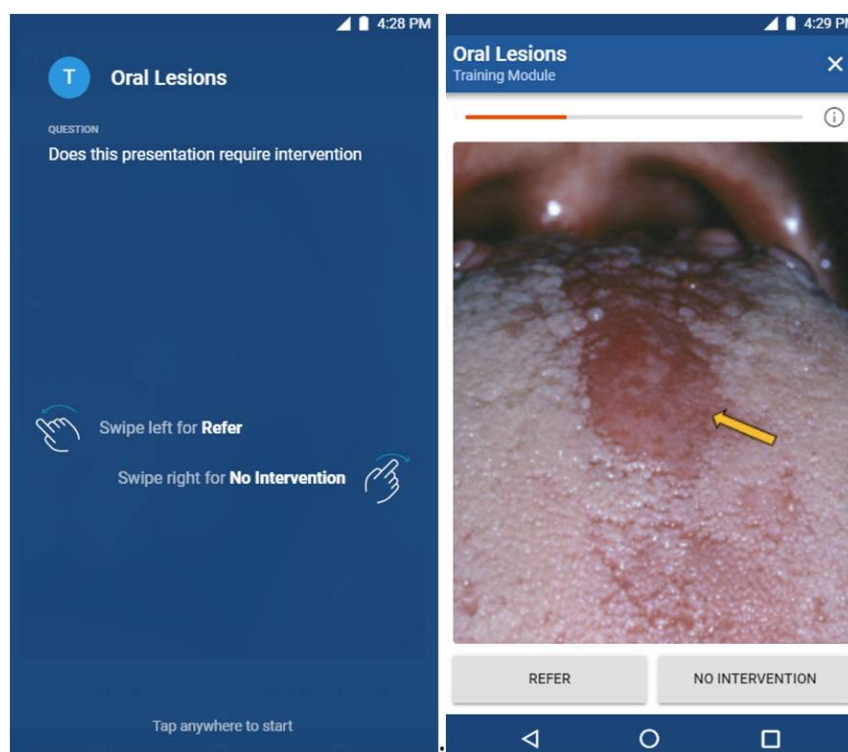 4:28 PM
T Oral Lesions
QUESTION
Does this presentation require intervention
Swipe left for Refer
Swipe right for No Intervention
Tap anywhere to start
4:29 PM
Oral Lesions
Training Module
REFER NO INTERVENTION